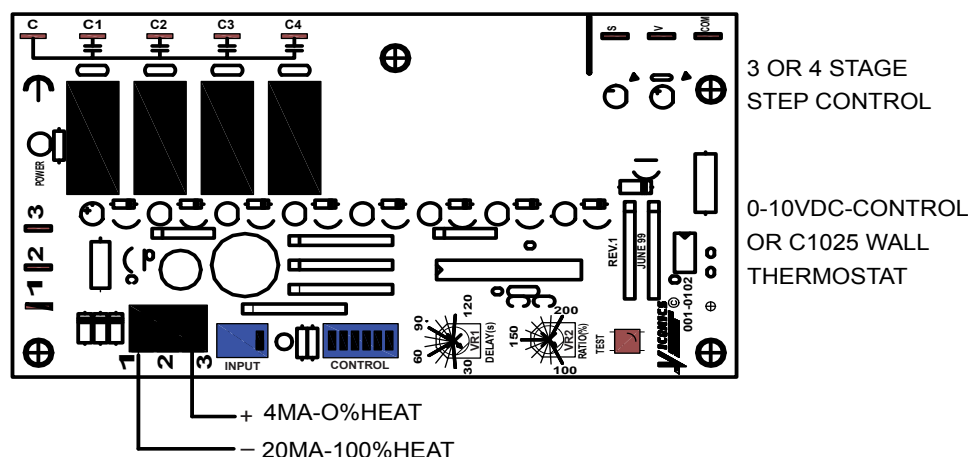 C C1 C2 C3 C4
S V COM
3 OR 4 STAGE
STEP CONTROL
POWER
3
2
1
0-10VDC-CONTROL
OR C1025 WALL
THERMOSTAT
REV.1
JUNE 99
001-0102
VICONICS ©
1 2 3
INPUT
CONTROL
30 60 90 120
VR1
DELAY(s)
100 150 200
VR2
RATIO(%)
TEST
+ 4MA-O%HEAT
− 20MA-100%HEAT